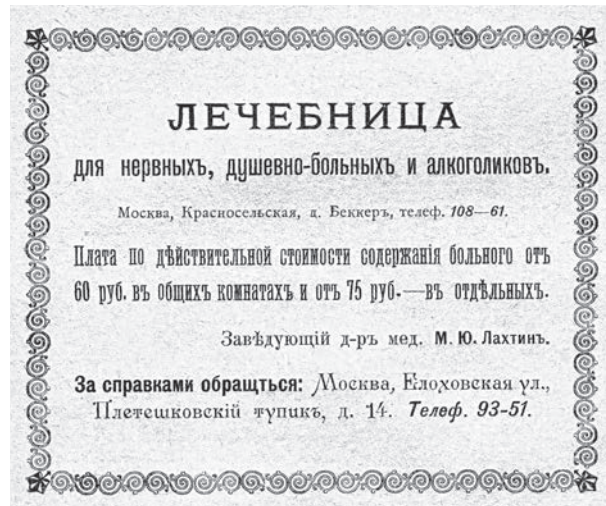 ЛЕЧЕБНИЦА
для нервныхъ, душевно-больныхъ и алкоголиковъ.
Москва, Красносельская, д. Беккеръ, телеф. 108—61.
Плата по дѣйствительной стоимости содержанія больного отъ
60 руб. въ общихъ комнатахъ и отъ 75 руб.—въ отдѣльныхъ.
Завѣдующій д-ръ мед. М. Ю. Лахтинъ.
За справками обращться: Москва, Елоховская ул.,
Плетешковскій тупикъ, д. 14. Телеф. 93-51.